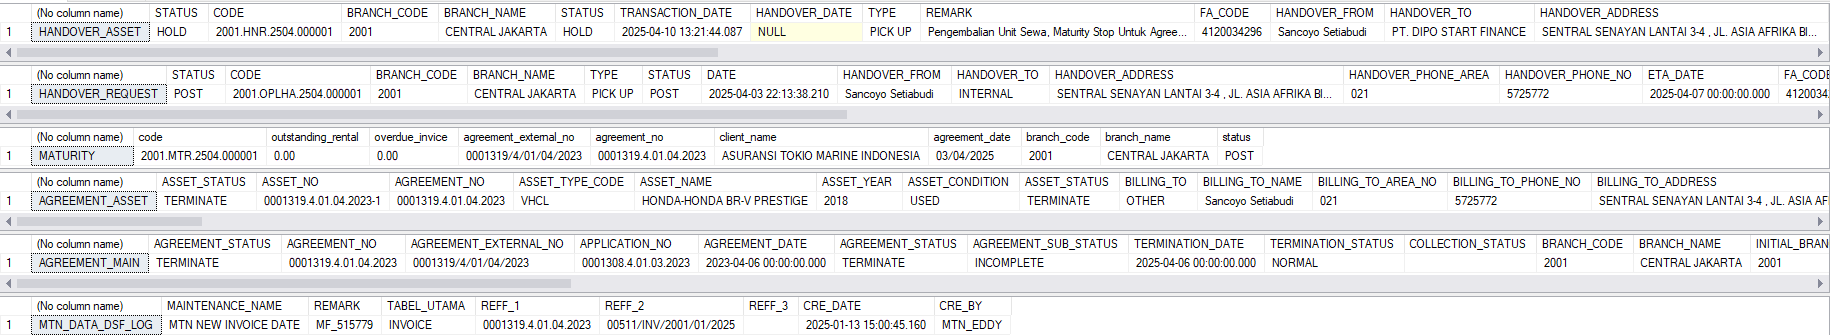 (No column name) STATUS CODE BRANCH_CODE BRANCH_NAME STATUS TRANSACTION_DATE HANDOVER_DATE TYPE REMARK FA_CODE HANDOVER_FROM HANDOVER_TO HANDOVER_ADDRESS
1 HANDOVER_ASSET HOLD 2001.HNR.2504.000001 2001 CENTRAL JAKARTA HOLD 2025-04-10 13:21:44.087 NULL PICK UP Pengembalian Unit Sewa, Maturity Stop Untuk Agree... 4120034296 Sancoyo Setiabudi PT. DIPO START FINANCE SENTRAL SENAYAN LANTAI 3-4 , JL. ASIA AFRIKA Bl...
(No column name) STATUS CODE BRANCH_CODE BRANCH_NAME TYPE STATUS DATE HANDOVER_FROM HANDOVER_TO HANDOVER_ADDRESS HANDOVER_PHONE_AREA HANDOVER_PHONE_NO ETA_DATE FA_CODE
1 HANDOVER_REQUEST POST 2001.OPLHA.2504.000001 2001 CENTRAL JAKARTA PICK UP POST 2025-04-03 22:13:38.210 Sancoyo Setiabudi INTERNAL SENTRAL SENAYAN LANTAI 3-4 , JL. ASIA AFRIKA Bl... 021 5725772 2025-04-07 00:00:00.000 4120034
(No column name) code outstanding_rental overdue_invice agreement_external_no agreement_no client_name agreement_date branch_code branch_name status
1 MATURITY 2001.MTR.2504.000001 0.00 0.00 0001319/4/01/04/2023 0001319.4.01.04.2023 ASURANSI TOKIO MARINE INDONESIA 03/04/2025 2001 CENTRAL JAKARTA POST
(No column name) ASSET_STATUS ASSET_NO AGREEMENT_NO ASSET_TYPE_CODE ASSET_NAME ASSET_YEAR ASSET_CONDITION ASSET_STATUS BILLING_TO BILLING_TO_NAME BILLING_TO_AREA_NO BILLING_TO_PHONE_NO BILLING_TO_ADDRESS
1 AGREEMENT_ASSET TERMINATE 0001319.4.01.04.2023-1 0001319.4.01.04.2023 VHCL HONDA-HONDA BR-V PRESTIGE 2018 USED TERMINATE OTHER Sancoyo Setiabudi 021 5725772 SENTRAL SENAYAN LANTAI 3-4 , JL. ASIA AF
(No column name) AGREEMENT_STATUS AGREEMENT_NO AGREEMENT_EXTERNAL_NO APPLICATION_NO AGREEMENT_DATE AGREEMENT_STATUS AGREEMENT_SUB_STATUS TERMINATION_DATE TERMINATION_STATUS COLLECTION_STATUS BRANCH_CODE BRANCH_NAME INITIAL_BRAN
1 AGREEMENT_MAIN TERMINATE 0001319.4.01.04.2023 0001319/4/01/04/2023 0001308.4.01.03.2023 2023-04-06 00:00:00.000 TERMINATE INCOMPLETE 2025-04-06 00:00:00.000 NORMAL 2001 CENTRAL JAKARTA 2001
(No column name) MAINTENANCE_NAME REMARK TABEL_UTAMA REFF_1 REFF_2 REFF_3 CRE_DATE CRE_BY
1 MTN_DATA_DSF_LOG MTN NEW INVOICE DATE MF_515779 INVOICE 0001319.4.01.04.2023 00511/INV/2001/01/2025 2025-01-13 15:00:45.160 MTN_EDDY